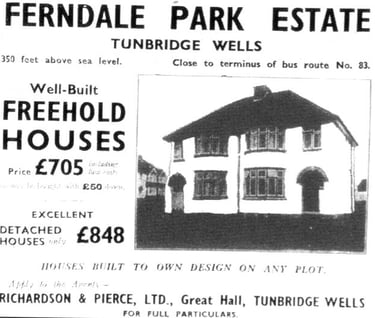 FERNDALE PARK ESTATE
TUNBRIDGE WELLS
350 feet above sea level. Close to terminus of bus route No. 83.
Well-Built
FREEHOLD
HOUSES
Price £705
with £50 down
EXCELLENT
DETACHED
HOUSES only £848
HOUSES BUILT TO OWN DESIGN ON ANY PLOT.
Apply to the Agents –
RICHARDSON & PIERCE, LTD., Great Hall, TUNBRIDGE WELLS
FOR FULL PARTICULARS.